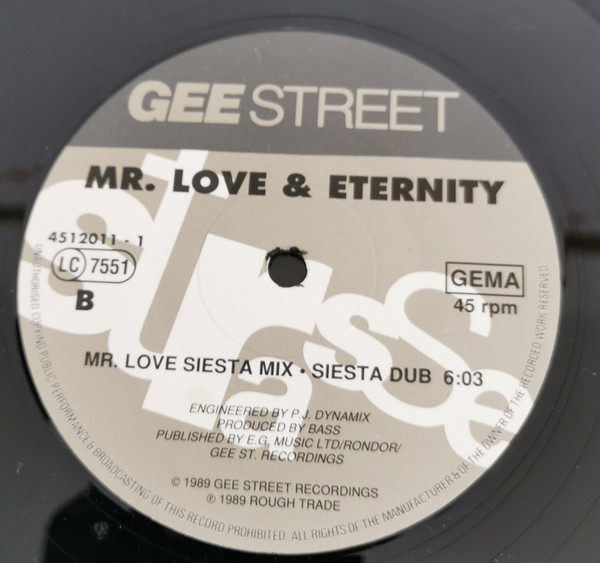 GEE STREET
MR. LOVE & ETERNITY
4512011 - 1
LC 7551
B
GEMA
45 rpm
MR. LOVE SIESTA MIX • SIESTA DUB 6:03
ENGINEERED BY P.J. DYNAMIX
PRODUCED BY BASS
PUBLISHED BY E.G. MUSIC LTD/RONDOR/
GEE ST. RECORDINGS
© 1989 GEE STREET RECORDINGS
℗ 1989 ROUGH TRADE
UNAUTHORISED COPYING PUBLIC PERFORMANCE & BROADCASTING OF THIS RECORD PROHIBITED. ALL RIGHTS OF THE MANUFACTURER & OF THE OWNER OF THE RECORDED WORK RESERVED